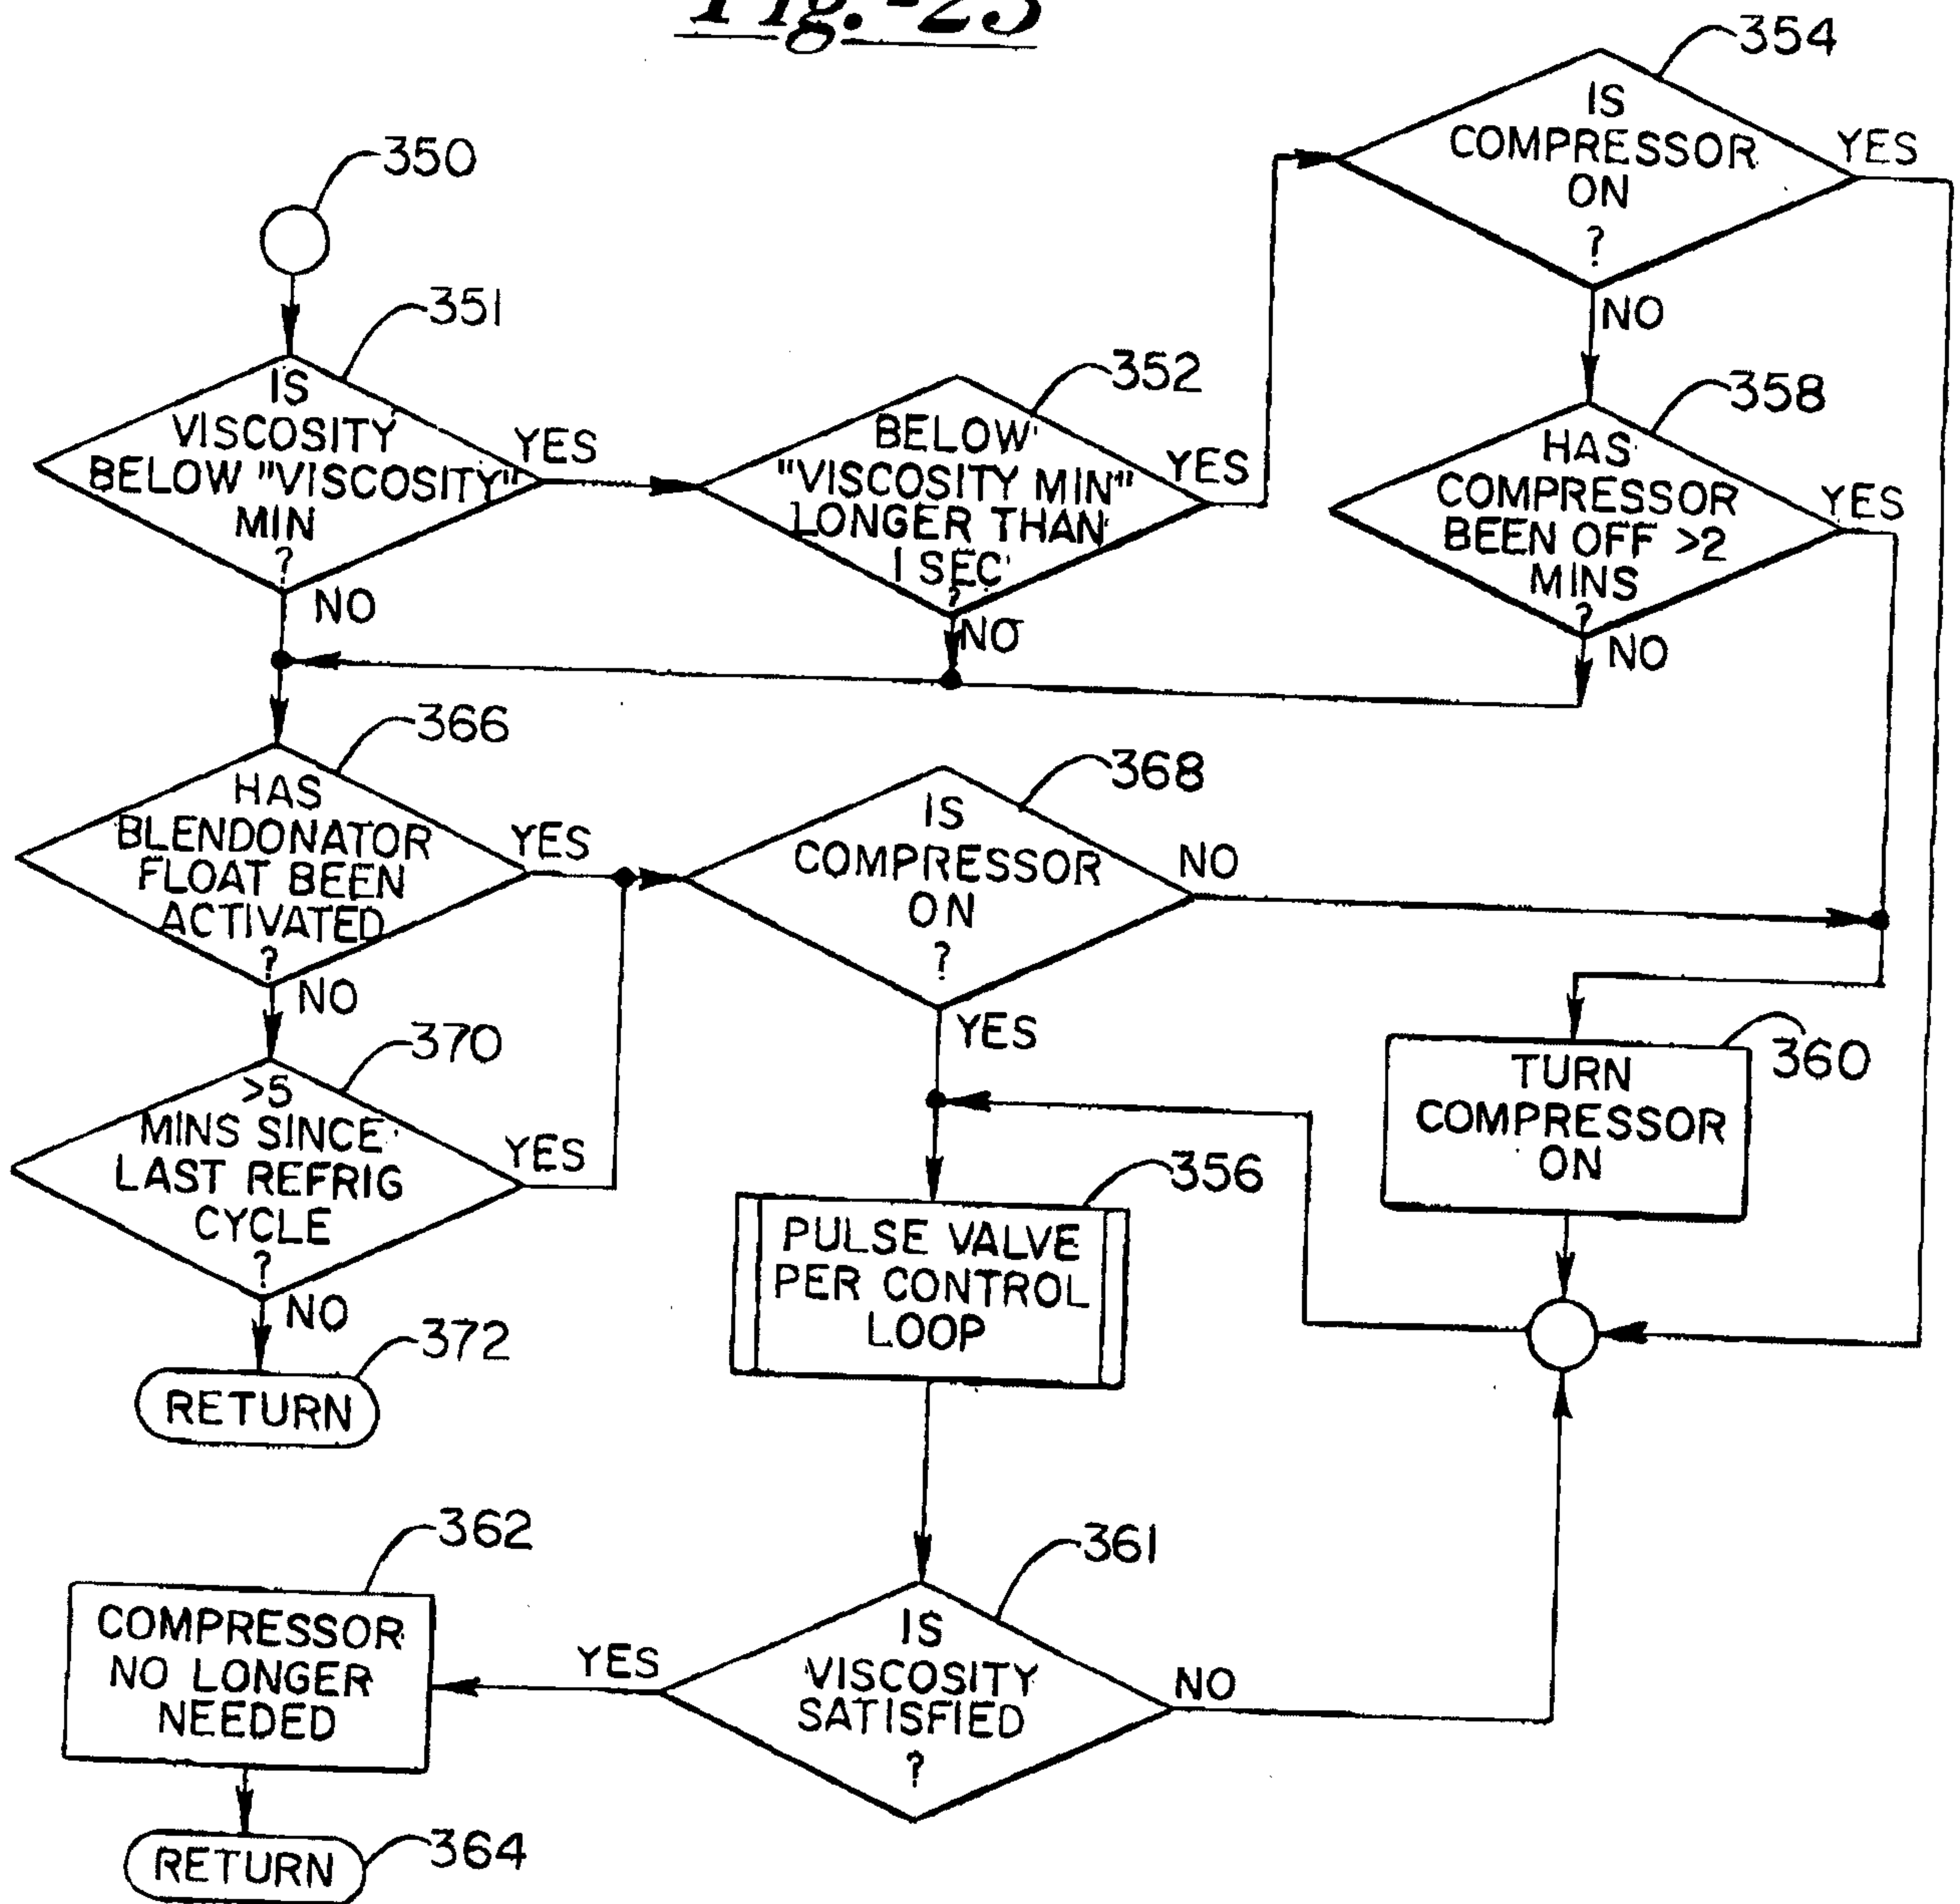 Fig.-23
354
IS
COMPRESSOR
ON
?
YES
NO
350
351
IS
VISCOSITY
BELOW "VISCOSITY"
MIN
?
YES
NO
352
BELOW
"VISCOSITY MIN"
LONGER THAN
1 SEC
?
YES
NO
358
HAS
COMPRESSOR
BEEN OFF >2
MINS
?
YES
NO
366
HAS
BLENDONATOR
FLOAT BEEN
ACTIVATED
?
YES
NO
368
IS
COMPRESSOR
ON
?
NO
YES
370
>5
MINS SINCE
LAST REFRIG
CYCLE
?
YES
NO
372
RETURN
360
TURN
COMPRESSOR
ON
356
PULSE VALVE
PER CONTROL
LOOP
361
IS
VISCOSITY
SATISFIED
?
YES
NO
362
COMPRESSOR
NO LONGER
NEEDED
364
RETURN